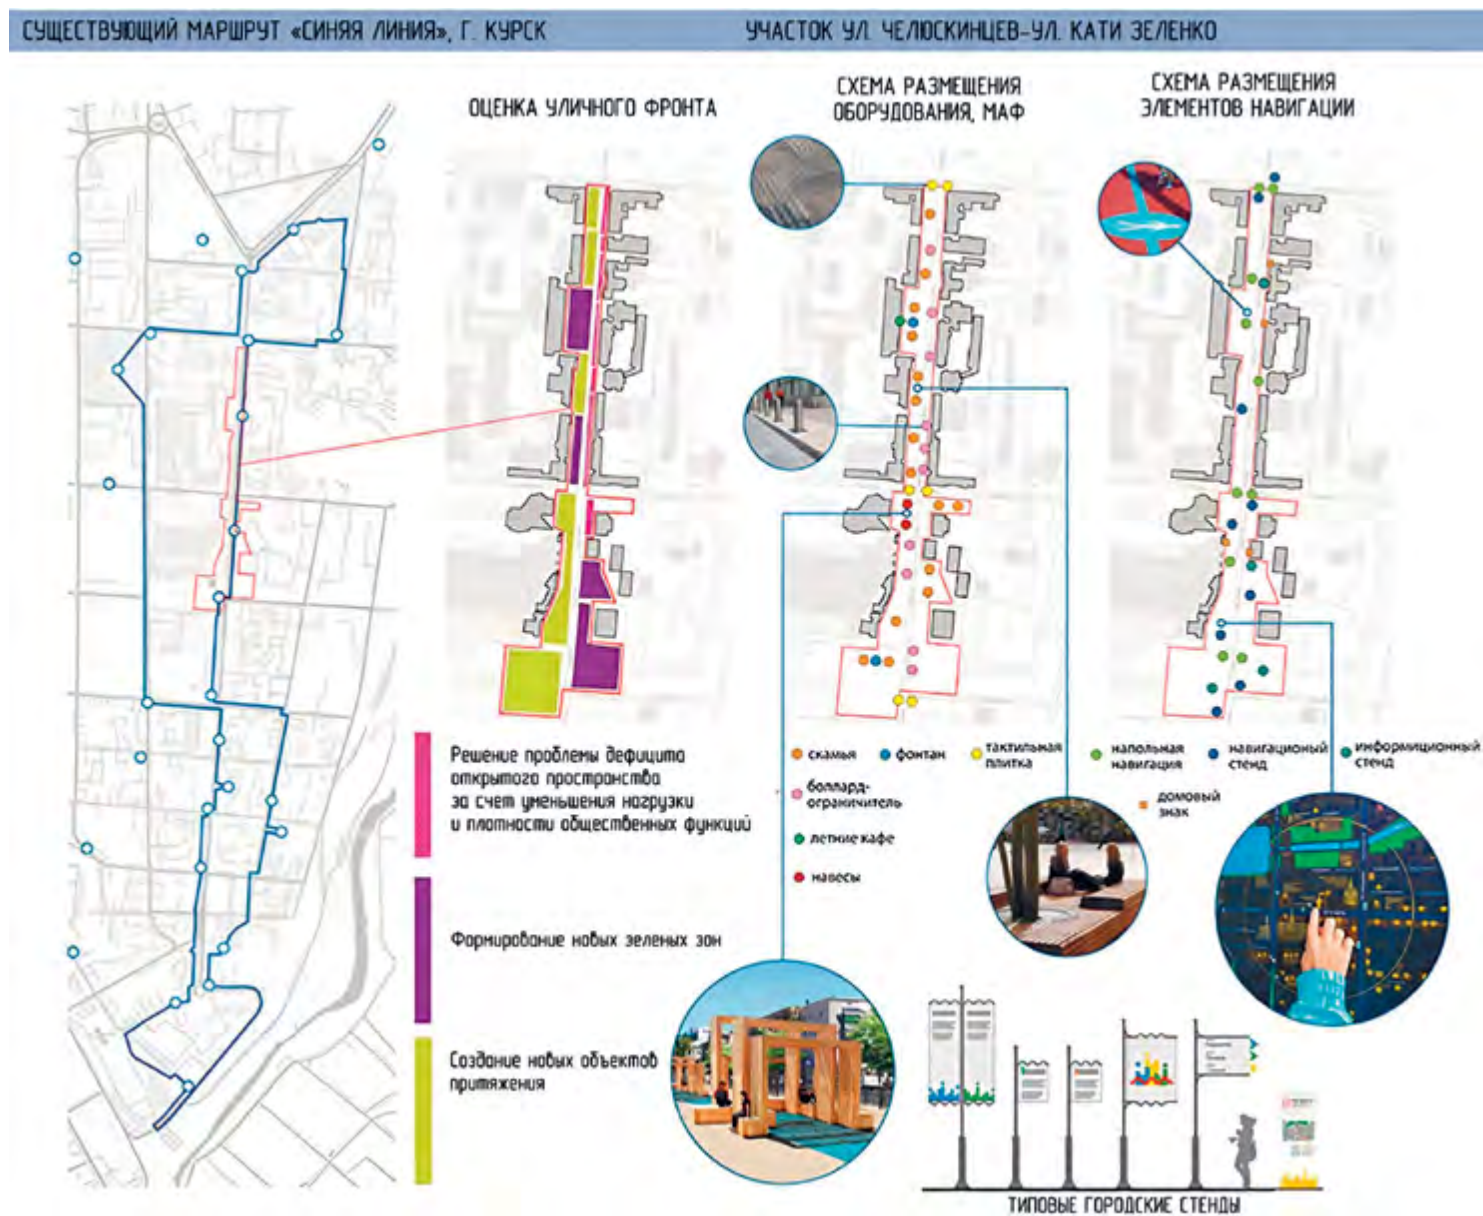 СУЩЕСТВУЮЩИЙ МАРШРУТ «СИНЯЯ ЛИНИЯ», Г. КУРСК
УЧАСТОК УЛ. ЧЕЛЮСКИНЦЕВ-УЛ. КАТИ ЗЕЛЕНКО
ОЦЕНКА УЛИЧНОГО ФРОНТА
СХЕМА РАЗМЕЩЕНИЯ
ОБОРУДОВАНИЯ, МАФ
СХЕМА РАЗМЕЩЕНИЯ
ЭЛЕМЕНТОВ НАВИГАЦИИ
Решение проблемы дефицита
открытого пространства
за счет уменьшения нагрузки
и плотности общественных функций
Формирование новых зеленых зон
Создание новых объектов
притяжения
скамья
фонтан
тактильная
плитка
боллард-
ограничитель
летние кафе
навесы
напольная
навигация
навигационый
стенд
информиционный
стенд
домовый
знак
ТИПОВЫЕ ГОРОДСКИЕ СТЕНДЫ